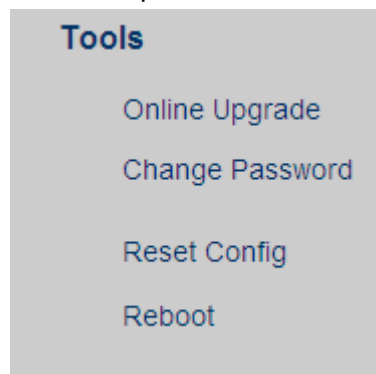 Tools
Online Upgrade
Change Password
Reset Config
Reboot